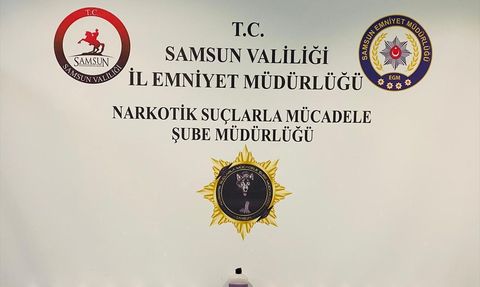 T.C.
SAMSUN VALİLİĞİ
İL EMNİYET MÜDÜRLÜĞÜ
NARKOTİK SUÇLARLA MÜCADELE
ŞUBE MÜDÜRLÜĞÜ
T.C.
SAMSUN
SAMSUN VALİLİĞİ
SAMSUN EMNİYET MÜDÜRLÜĞÜ
EGM